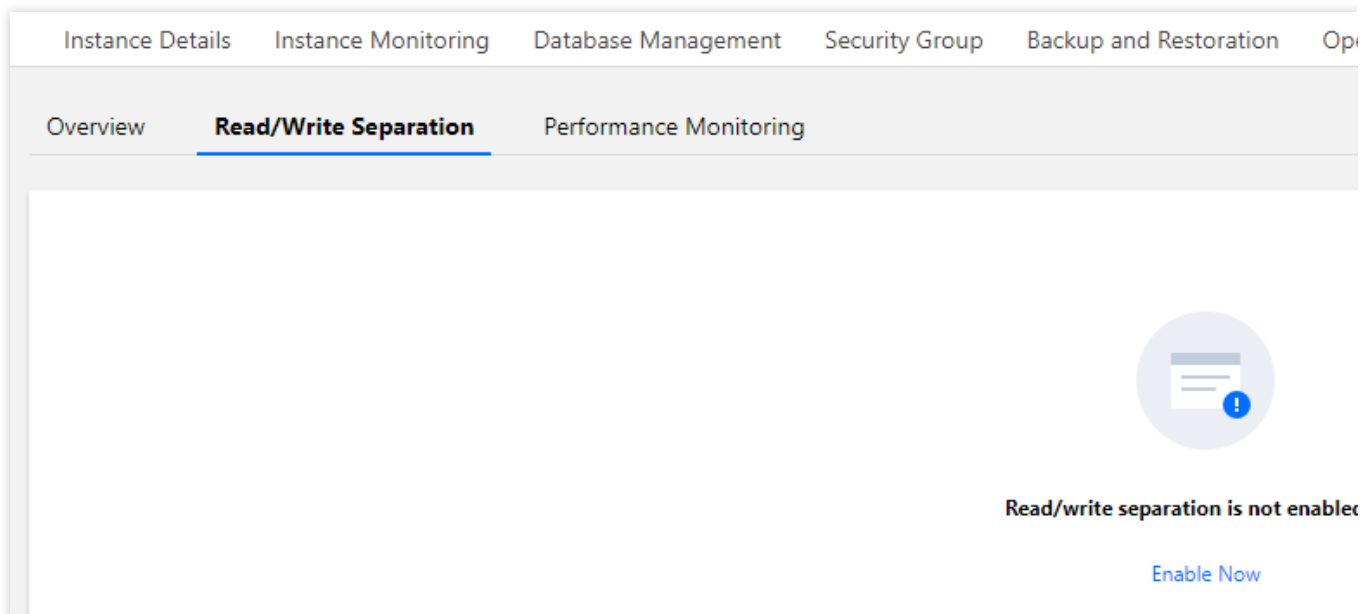 Instance Details Instance Monitoring Database Management Security Group Backup and Restoration Ope
Overview Read/Write Separation Performance Monitoring
Read/write separation is not enabled
Enable Now